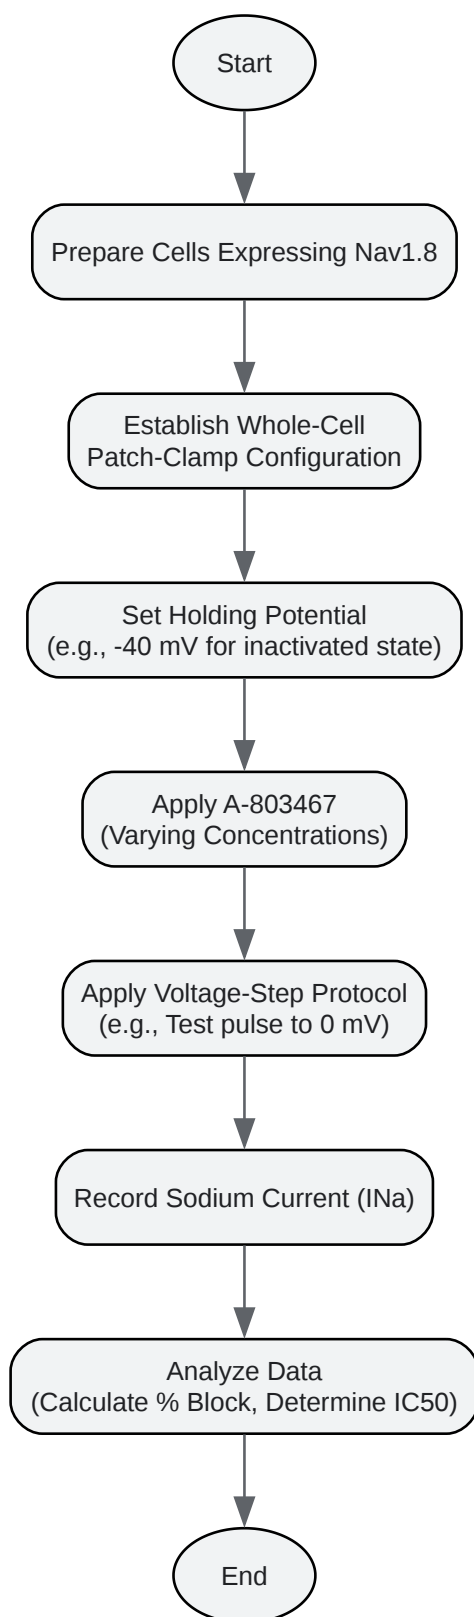 Start
Prepare Cells Expressing Nav1.8
Establish Whole-Cell
Patch-Clamp Configuration
Set Holding Potential
(e.g., -40 mV for inactivated state)
Apply A-803467
(Varying Concentrations)
Apply Voltage-Step Protocol
(e.g., Test pulse to 0 mV)
Record Sodium Current (INa)
Analyze Data
(Calculate % Block, Determine IC50)
End